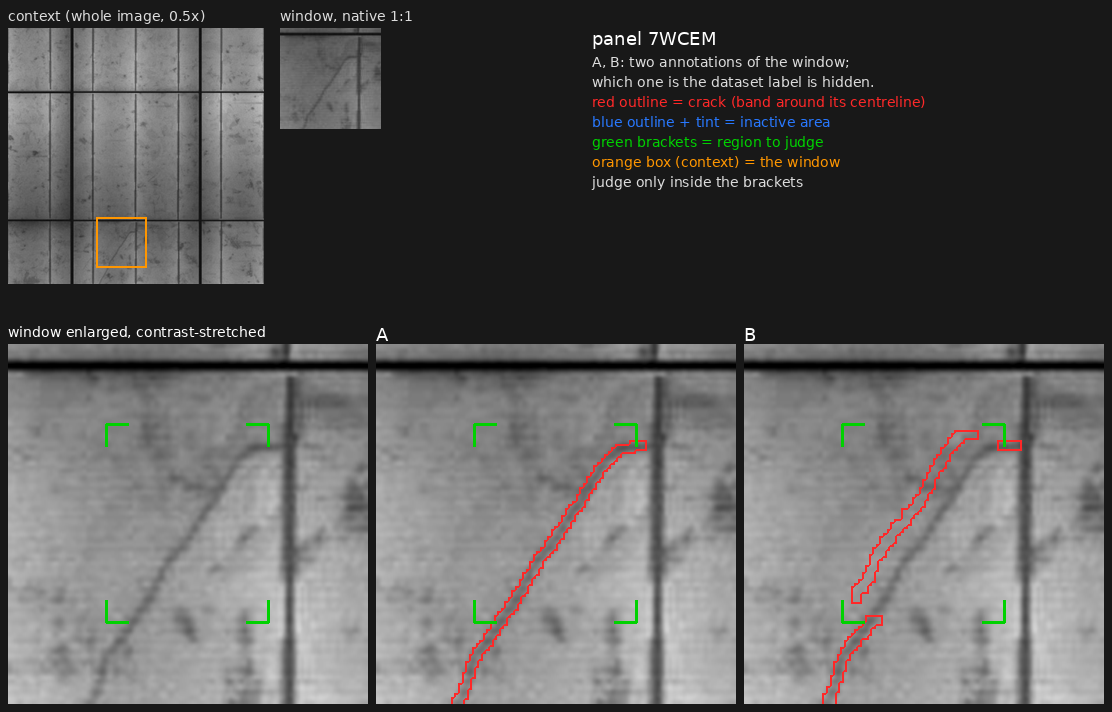 context (whole image, 0.5x)
window, native 1:1
panel 7WCEM
A, B: two annotations of the window;
which one is the dataset label is hidden.
red outline = crack (band around its centreline)
blue outline + tint = inactive area
green brackets = region to judge
orange box (context) = the window
judge only inside the brackets
window enlarged, contrast-stretched
A
B